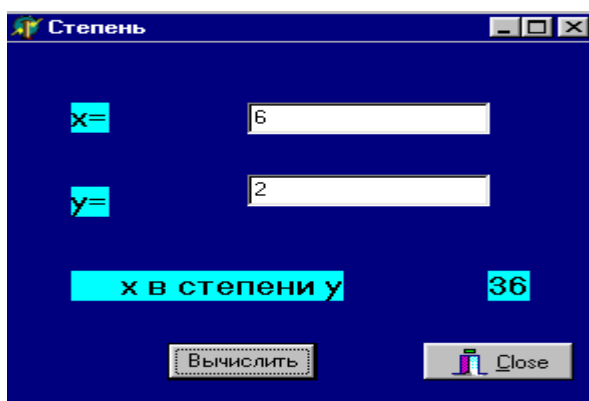 Степень
x=
6
y=
2
x в степени y
36
Вычислить
Close